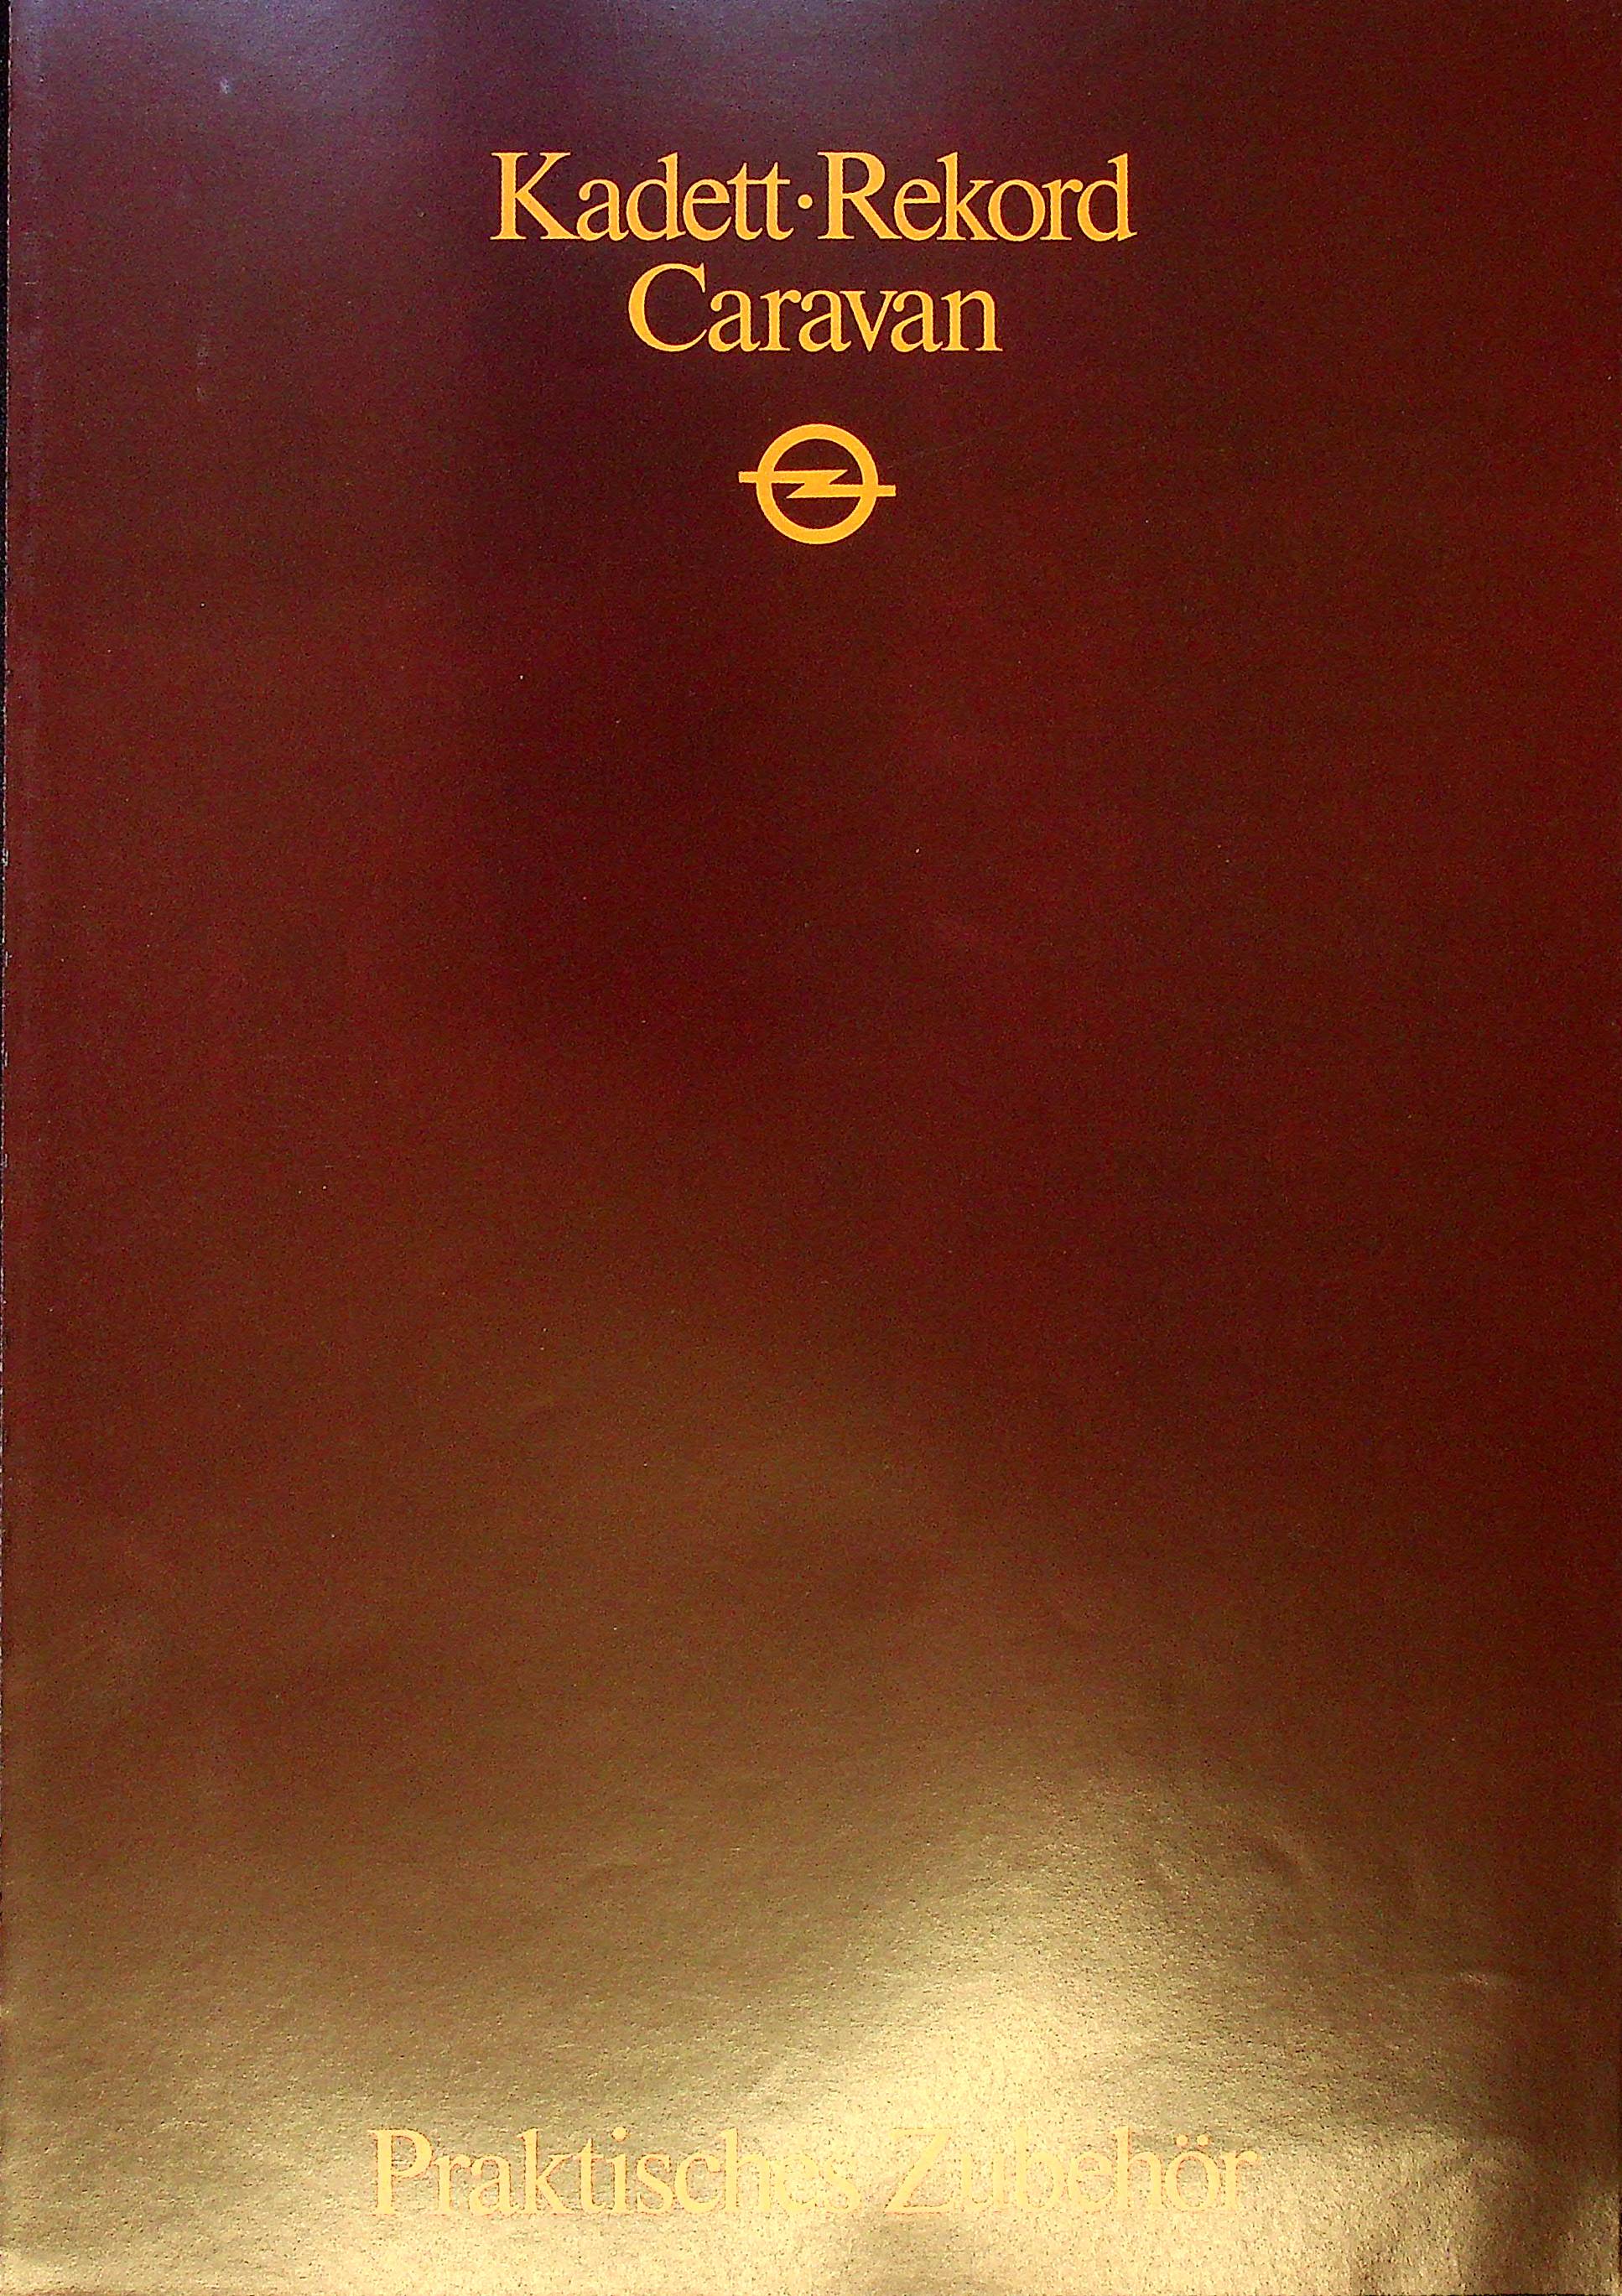 Kadett·Rekord
Caravan
Praktisches Zubehör